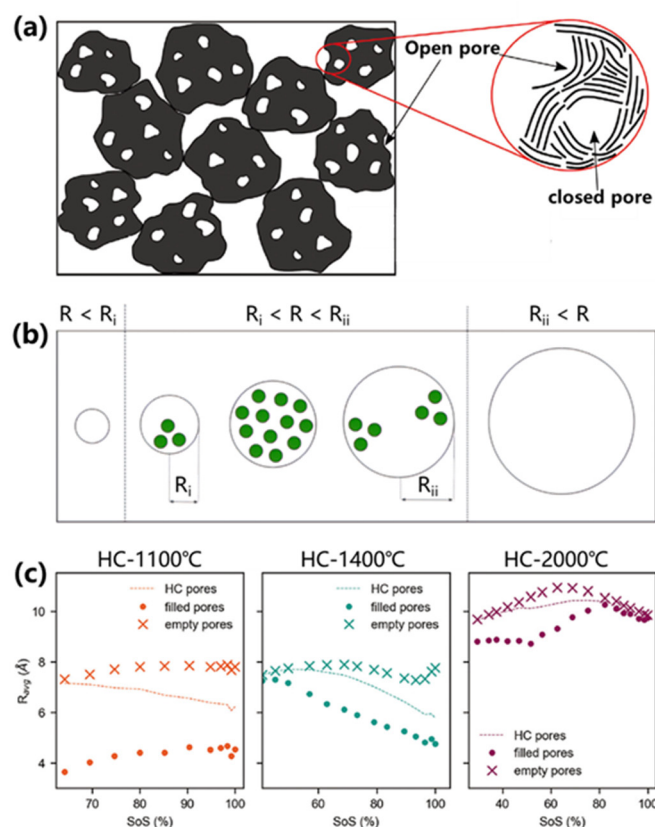 (a)
Open pore
closed pore
(b)
R < Rᵢ
Rᵢ < R < Rᵢᵢ
Rᵢᵢ < R
Rᵢ
Rᵢᵢ
(c)
HC-1100℃
HC-1400℃
HC-2000℃
Rₐᵥg (Å)
10
8
6
4
HC pores
filled pores
empty pores
HC pores
filled pores
empty pores
HC pores
filled pores
empty pores
70 80 90 100
60 80 100
40 60 80 100
SoS (%)
SoS (%)
SoS (%)